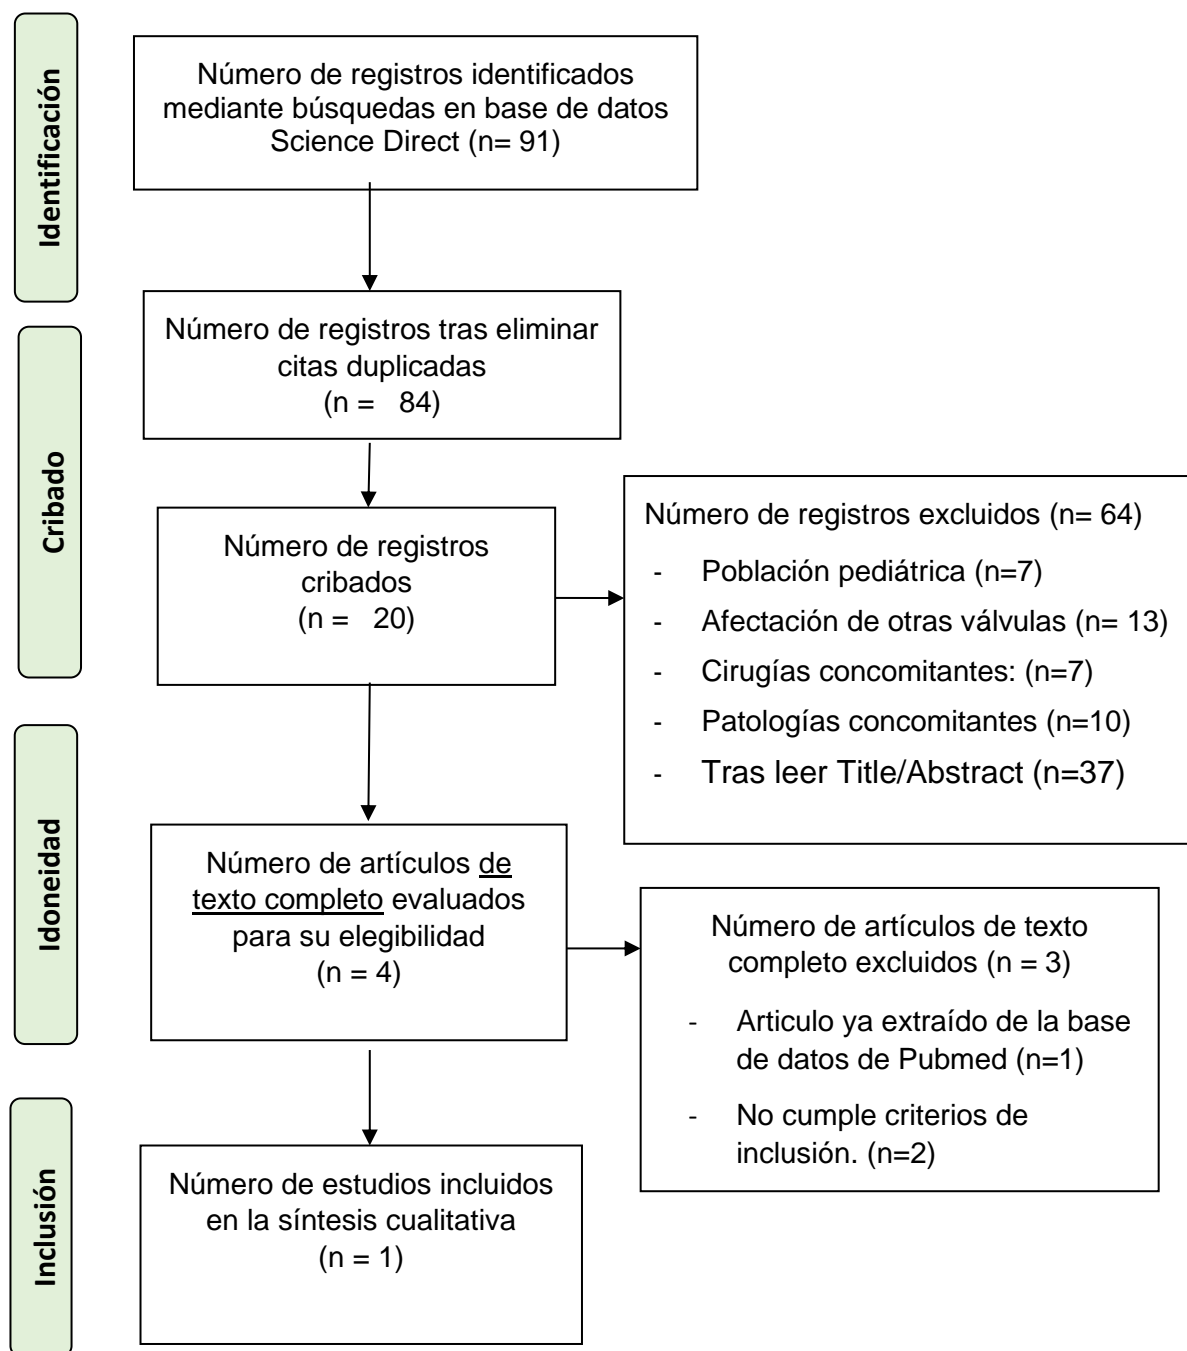 Identificación
Número de registros identificados
mediante búsquedas en base de datos
Science Direct (n= 91)
Número de registros tras eliminar
citas duplicadas
(n = 84)
Cribado
Número de registros
cribados
(n = 20)
Número de registros excluidos (n= 64)
- Población pediátrica (n=7)
- Afectación de otras válvulas (n= 13)
- Cirugías concomitantes: (n=7)
- Patologías concomitantes (n=10)
- Tras leer Title/Abstract (n=37)
Idoneidad
Número de artículos de
texto completo evaluados
para su elegibilidad
(n = 4)
Número de artículos de texto
completo excluidos (n = 3)
- Articulo ya extraído de la base
de datos de Pubmed (n=1)
- No cumple criterios de
inclusión. (n=2)
Inclusión
Número de estudios incluidos
en la síntesis cualitativa
(n = 1)